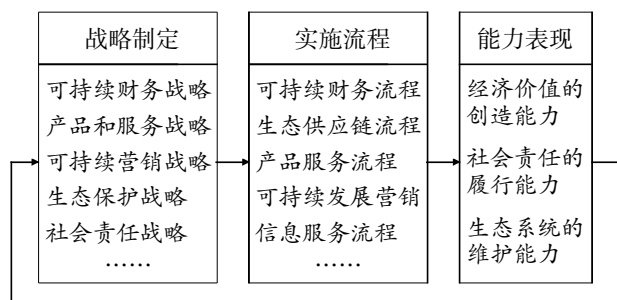 战略制定
可持续财务战略
产品和服务战略
可持续营销战略
生态保护战略
社会责任战略
……
实施流程
可持续财务流程
生态供应链流程
产品服务流程
可持续发展营销
信息服务流程
……
能力表现
经济价值的
创造能力
社会责任的
履行能力
生态系统的
维护能力